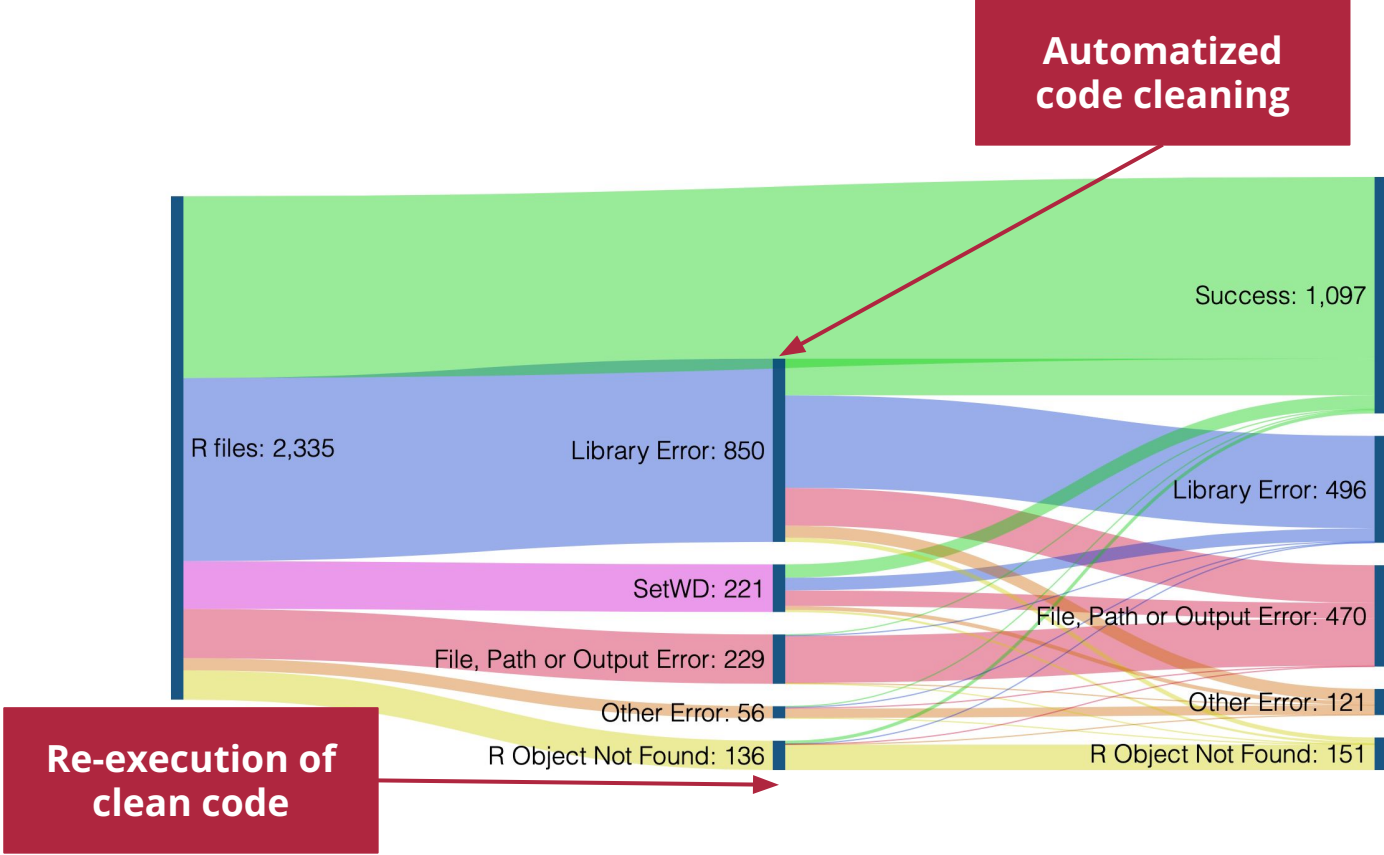 Automatized
code cleaning
Success: 1,097
R files: 2,335
Library Error: 850
Library Error: 496
SetWD: 221
File, Path or Output Error: 470
File, Path or Output Error: 229
Other Error: 121
Other Error: 56
R Object Not Found: 151
R Object Not Found: 136
Re-execution of
clean code